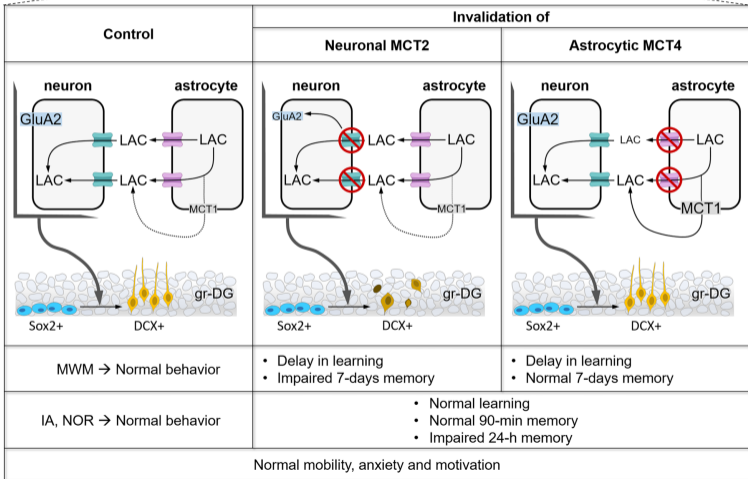 Invalidation of
Control
Neuronal MCT2
Astrocytic MCT4
neuron
astrocyte
GluA2
LAC
LAC
LAC
LAC
MCT1
gr-DG
Sox2+
DCX+
neuron
astrocyte
GluA2
LAC
LAC
LAC
LAC
MCT1
gr-DG
Sox2+
DCX+
neuron
astrocyte
GluA2
LAC
LAC
LAC
LAC
MCT1
gr-DG
Sox2+
DCX+
MWM → Normal behavior
• Delay in learning
• Impaired 7-days memory
• Delay in learning
• Normal 7-days memory
IA, NOR → Normal behavior
• Normal learning
• Normal 90-min memory
• Impaired 24-h memory
Normal mobility, anxiety and motivation